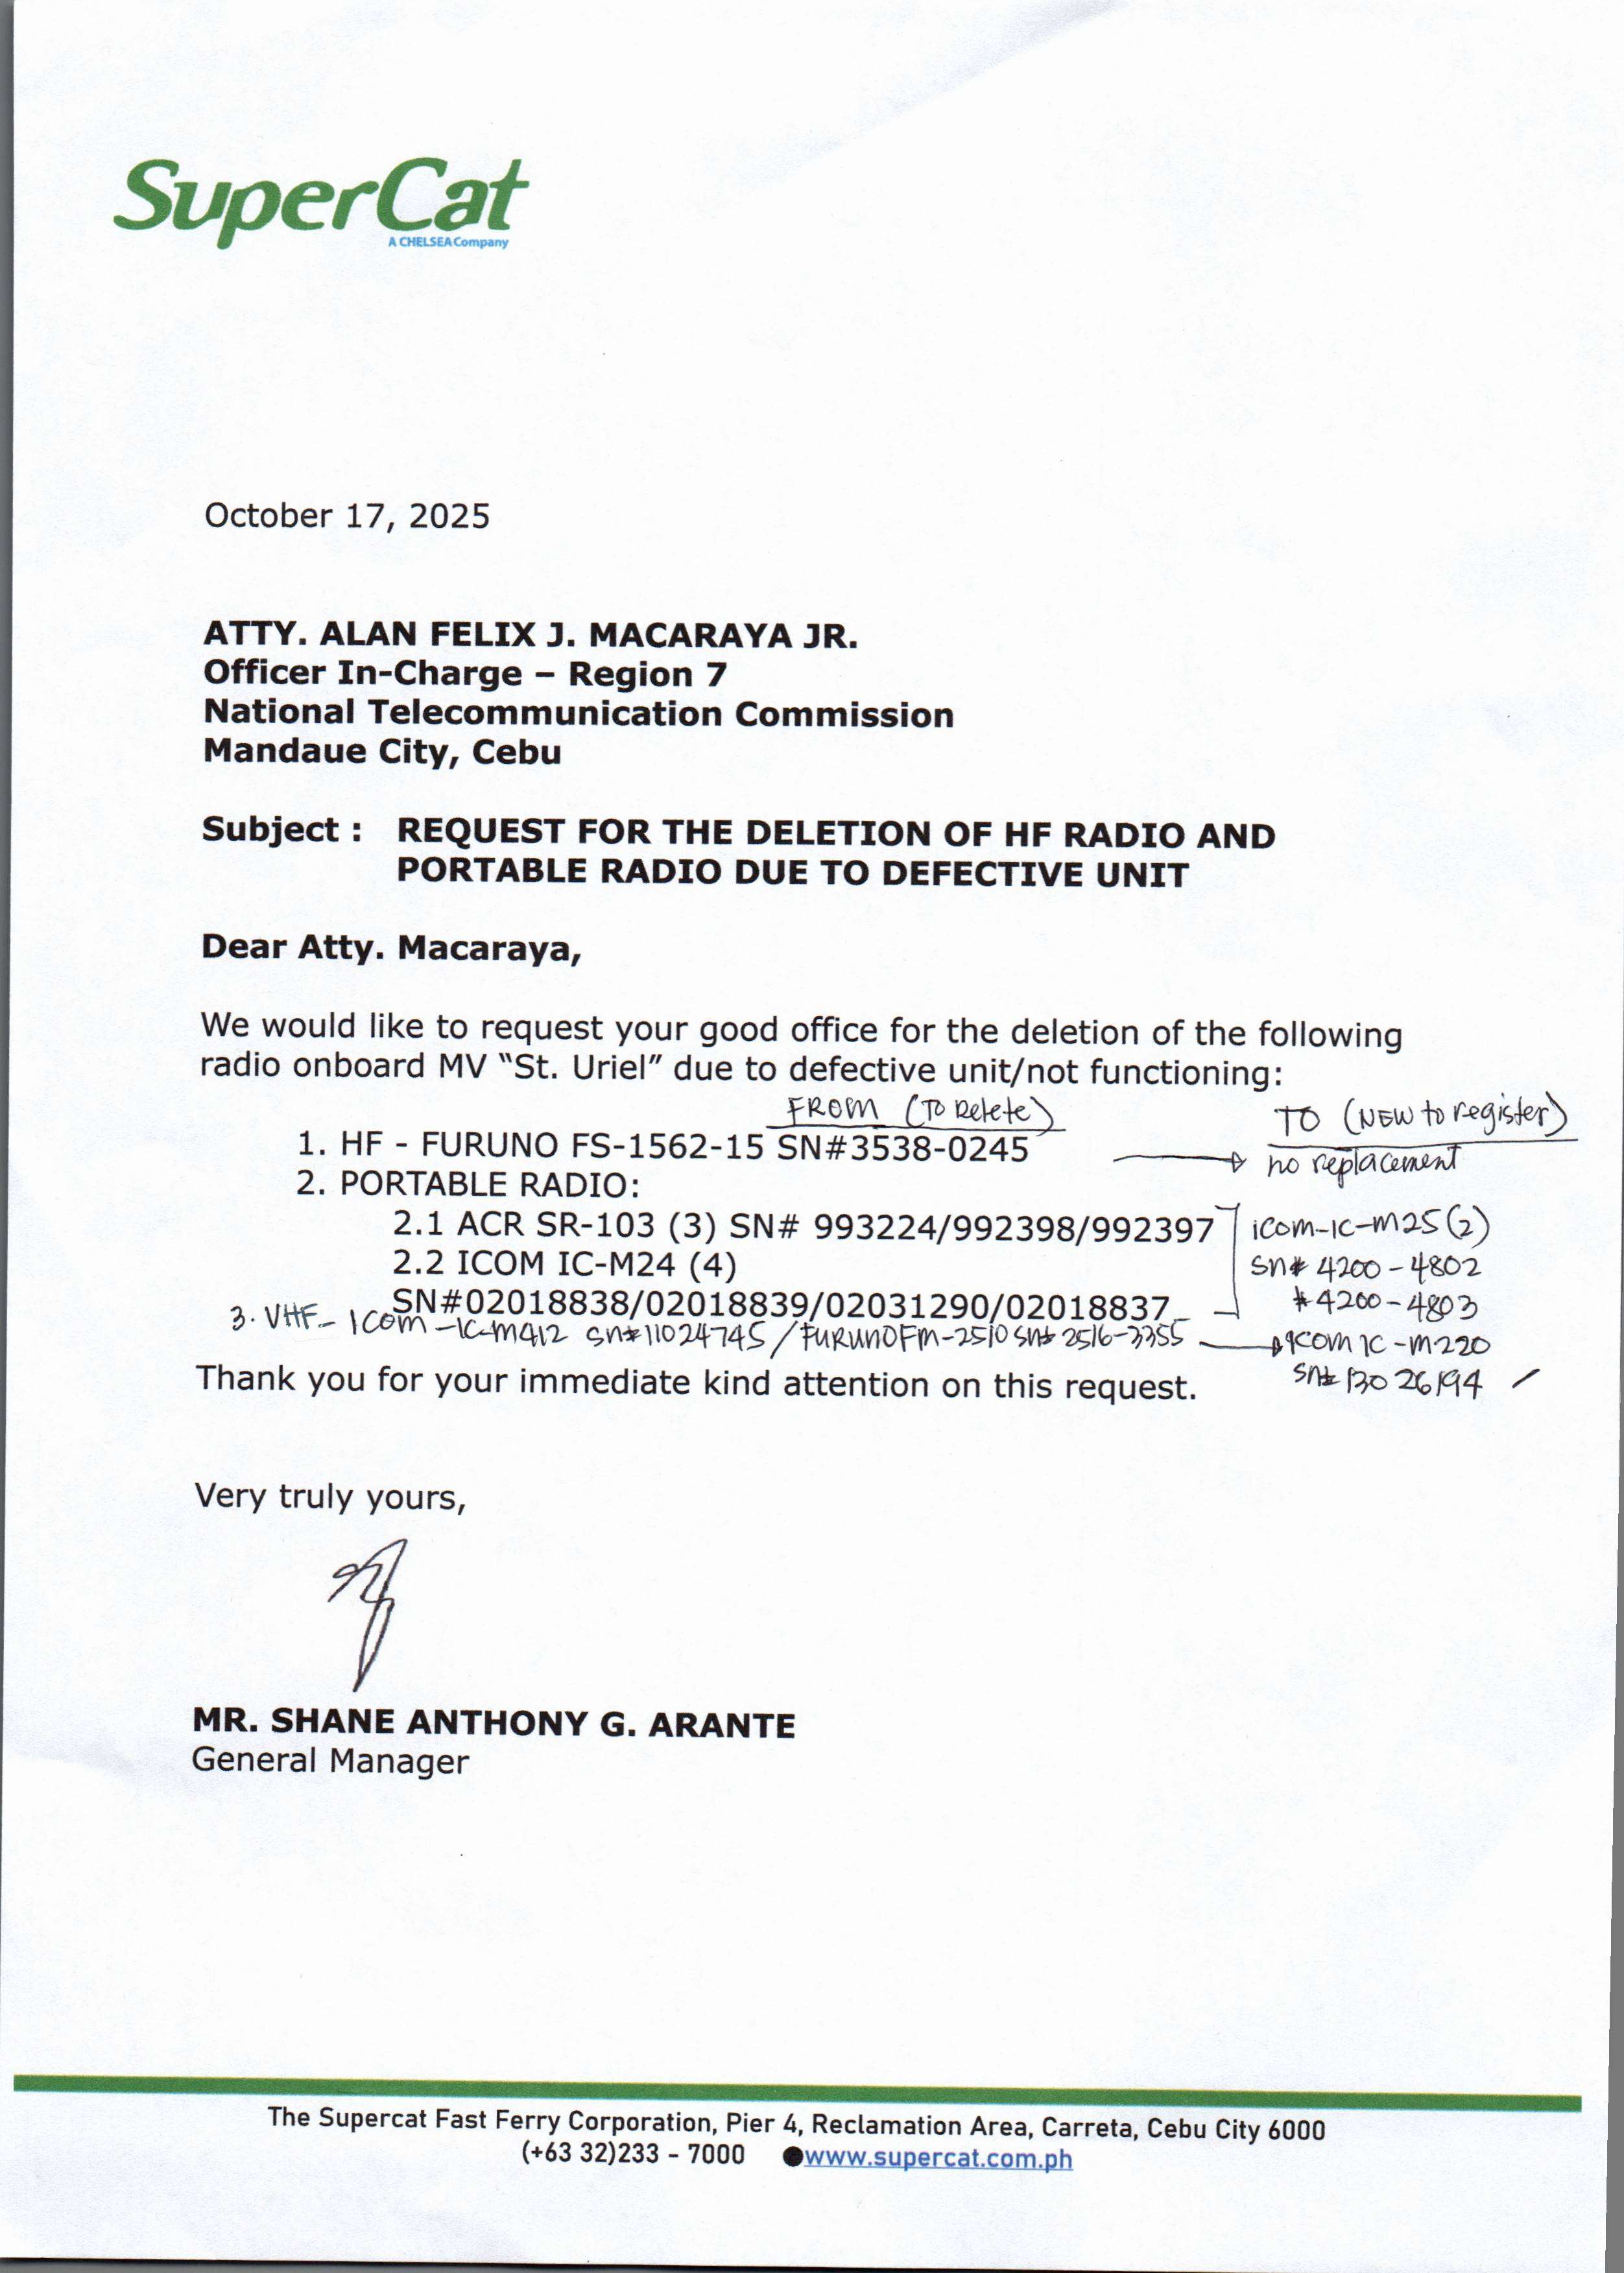 SuperCat
A CHELSEA Company
October 17, 2025
ATTY. ALAN FELIX J. MACARAYA JR.
Officer In-Charge – Region 7
National Telecommunication Commission
Mandaue City, Cebu
Subject : REQUEST FOR THE DELETION OF HF RADIO AND
PORTABLE RADIO DUE TO DEFECTIVE UNIT
Dear Atty. Macaraya,
We would like to request your good office for the deletion of the following
radio onboard MV “St. Uriel” due to defective unit/not functioning:
FROM (To Delete) TO (NEW to register)
1. HF - FURUNO FS-1562-15 SN#3538-0245 no replacement
2. PORTABLE RADIO:
2.1 ACR SR-103 (3) SN# 993224/992398/992397 icom-IC-M25 (2)
2.2 ICOM IC-M24 (4) SN# 4200-4802
SN#02018838/02018839/02031290/02018837 # 4200-4803
3. VHF - ICOM-IC-M412 SN#11024745 / FURUNO FM-2510 SN# 2516-3355 ICOM IC-M220
Thank you for your immediate kind attention on this request. SN# 13026194
Very truly yours,
MR. SHANE ANTHONY G. ARANTE
General Manager
The Supercat Fast Ferry Corporation, Pier 4, Reclamation Area, Carreta, Cebu City 6000
(+63 32)233 - 7000 ●www.supercat.com.ph